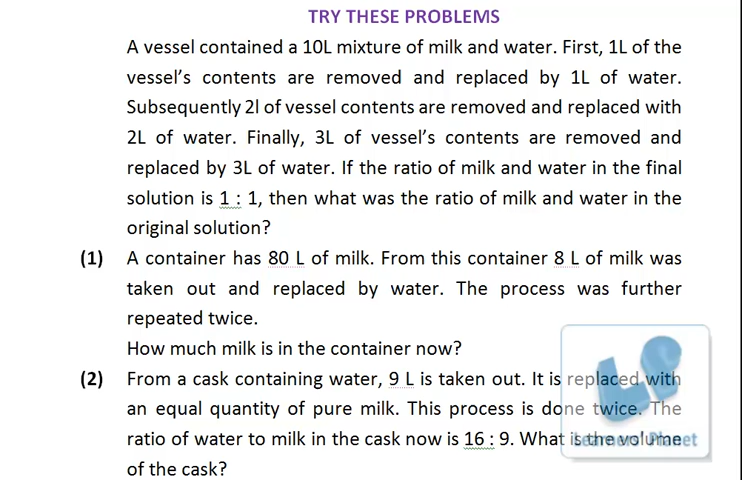 TRY THESE PROBLEMS
A vessel contained a 10L mixture of milk and water. First, 1L of the
vessel's contents are removed and replaced by 1L of water.
Subsequently 2l of vessel contents are removed and replaced with
2L of water. Finally, 3L of vessel's contents are removed and
replaced by 3L of water. If the ratio of milk and water in the final
solution is 1 : 1, then what was the ratio of milk and water in the
original solution?
(1) A container has 80 L of milk. From this container 8 L of milk was
taken out and replaced by water. The process was further
repeated twice.
How much milk is in the container now?
(2) From a cask containing water, 9 L is taken out. It is replaced with
an equal quantity of pure milk. This process is done twice. The
ratio of water to milk in the cask now is 16 : 9. What is the volume
of the cask?
LP
Learners' Planet